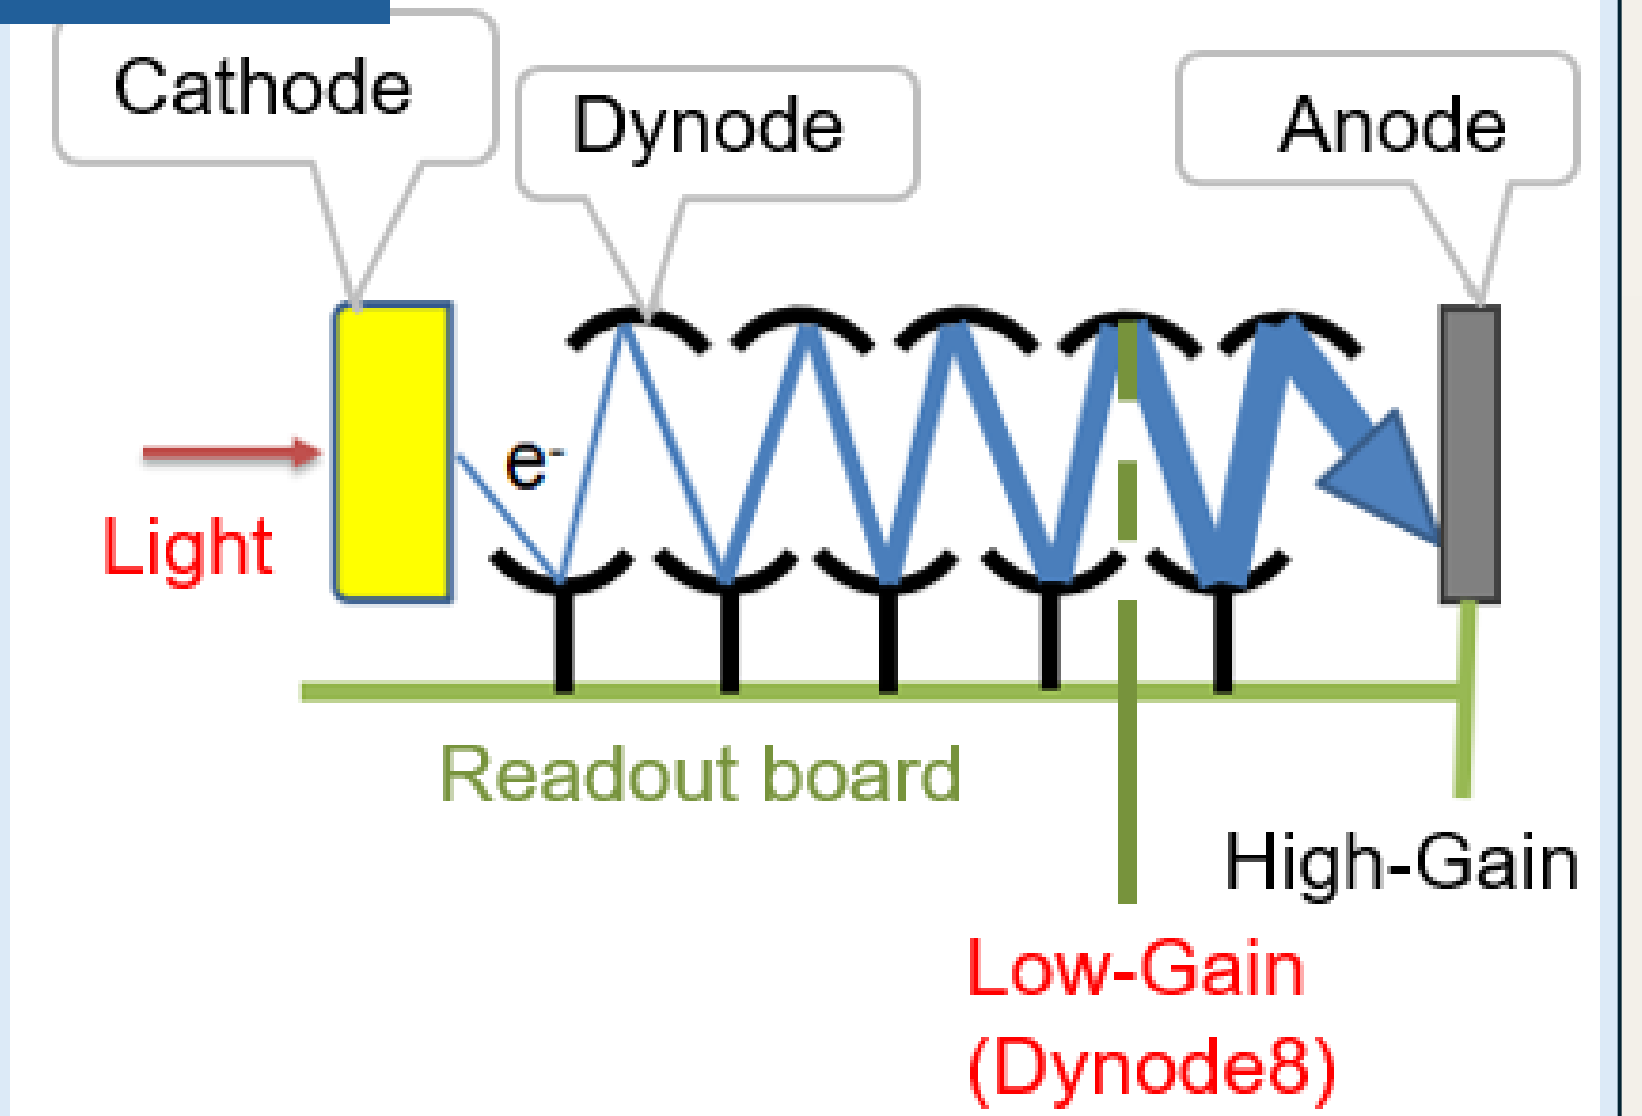 Cathode
Dynode
Anode
e-
Light
Readout board
High-Gain
Low-Gain
(Dynode8)